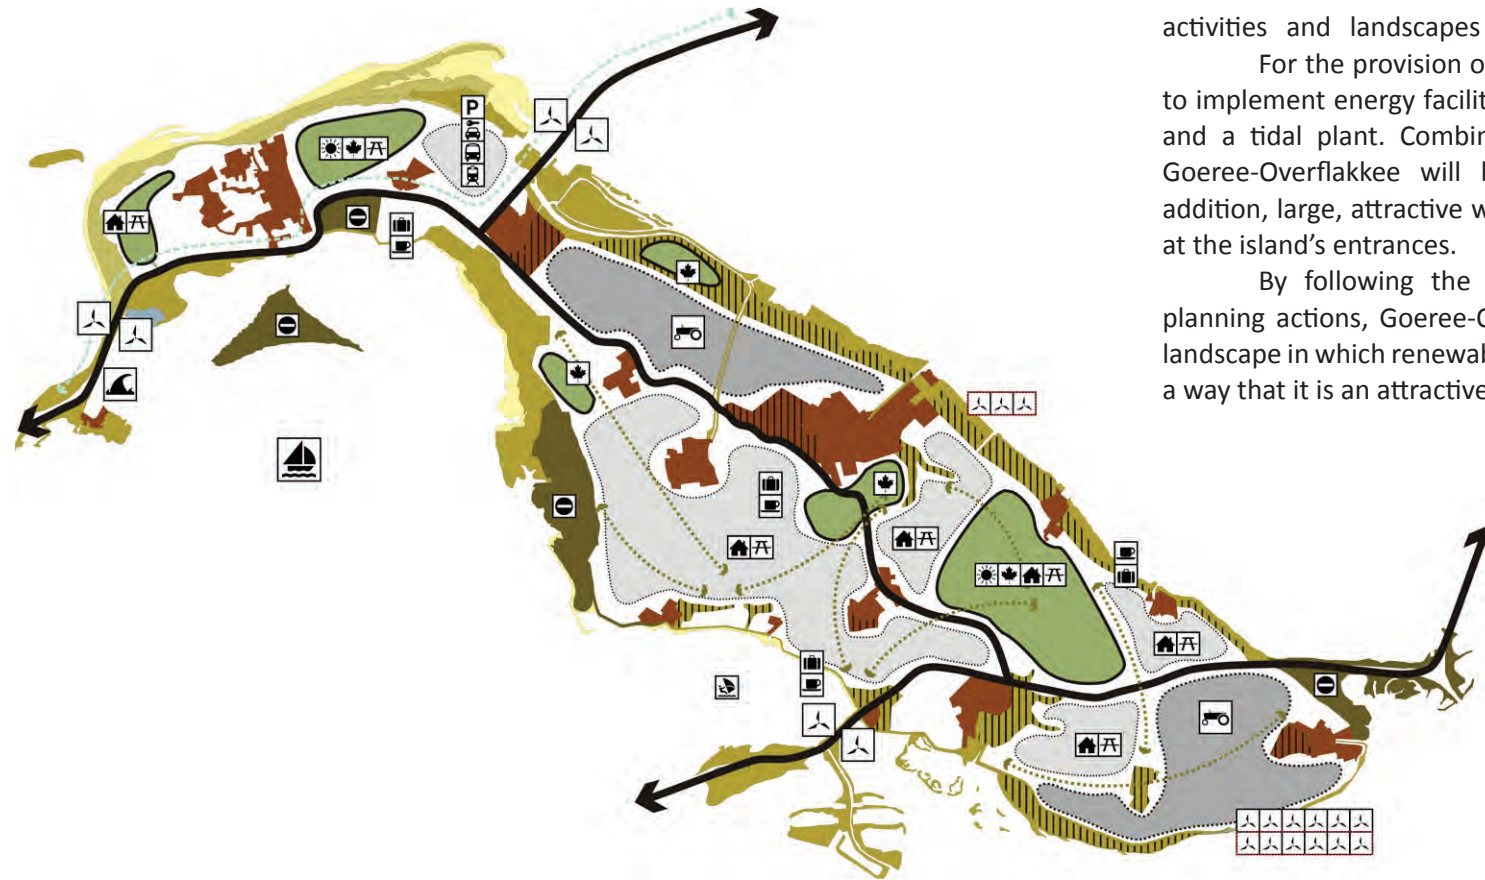 activities and landscapes
For the provision o
to implement energy facilit
and a tidal plant. Combin
Goeree-Overflakkee will
addition, large, attractive w
at the island's entrances.
By following the
planning actions, Goeree-O
landscape in which renewab
a way that it is an attractive
P